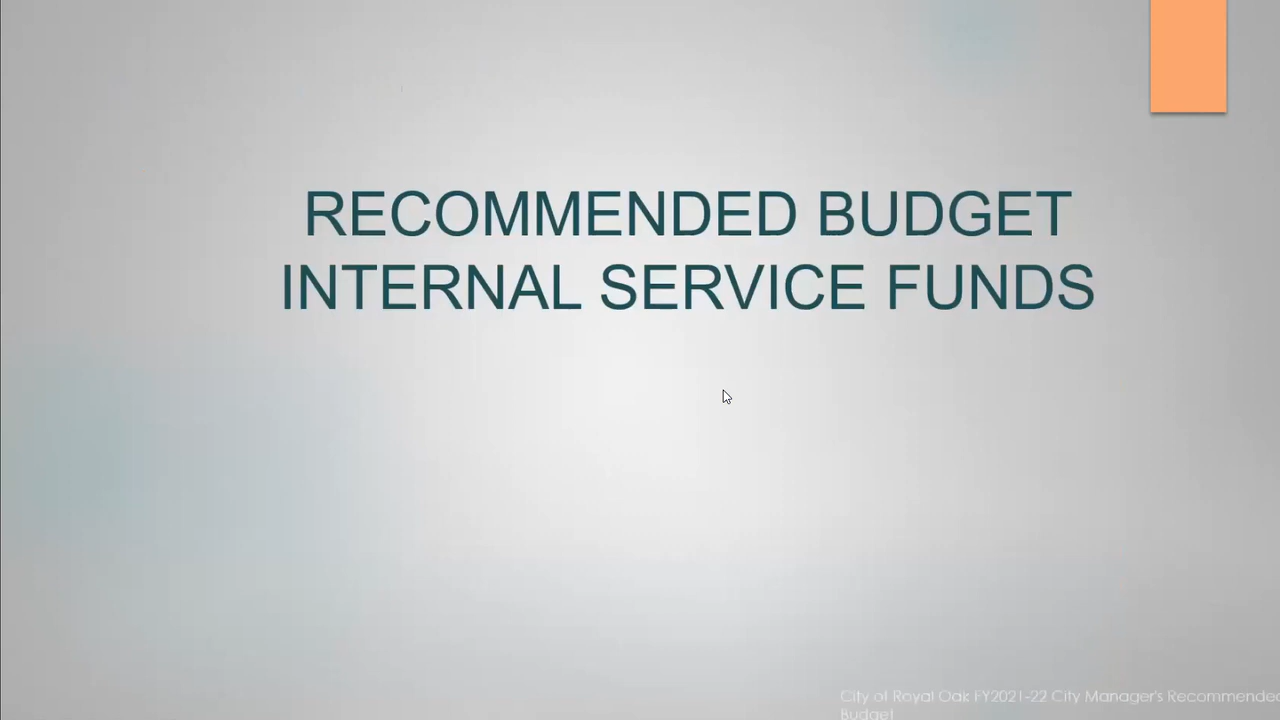 RECOMMENDED BUDGET
INTERNAL SERVICE FUNDS
City of Royal Oak FY2021-22 City Manager's Recommended
Budget